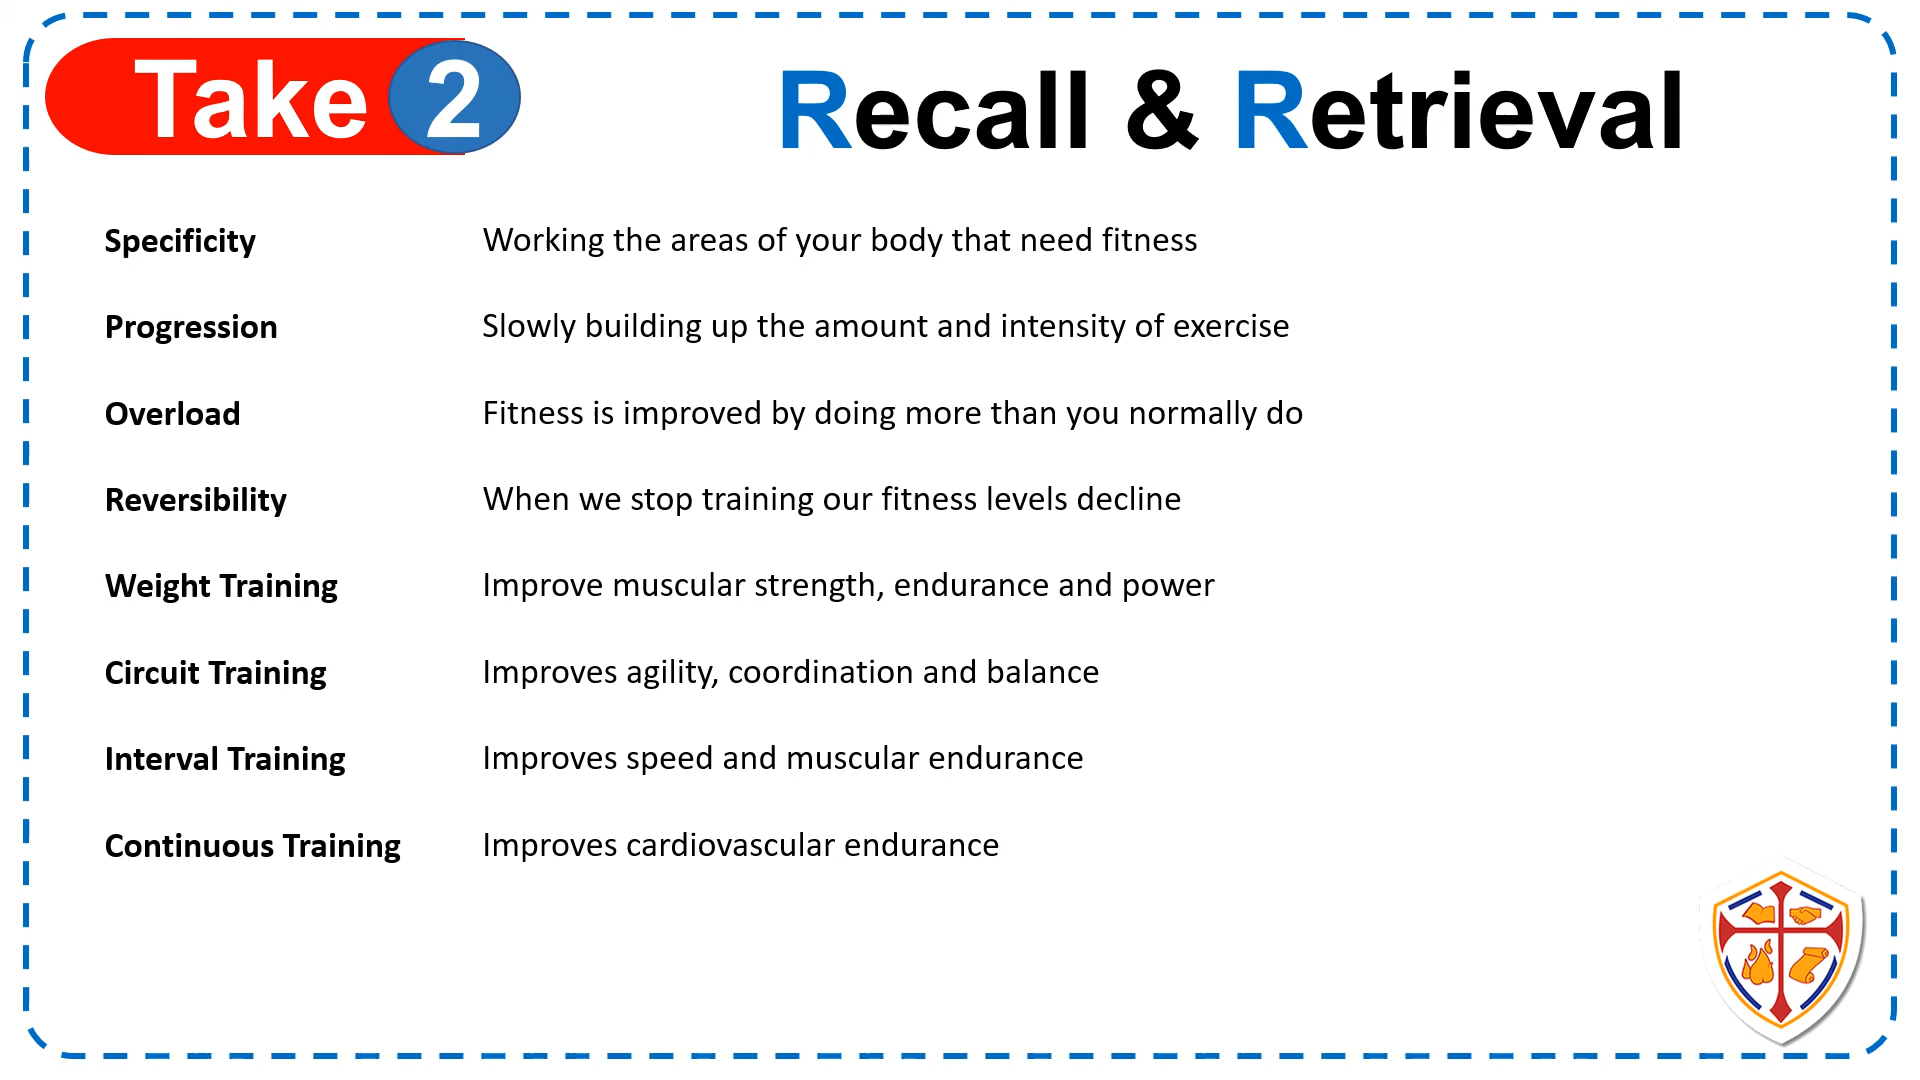 Take 2
Recall & Retrieval
Specificity Working the areas of your body that need fitness
Progression Slowly building up the amount and intensity of exercise
Overload Fitness is improved by doing more than you normally do
Reversibility When we stop training our fitness levels decline
Weight Training Improve muscular strength, endurance and power
Circuit Training Improves agility, coordination and balance
Interval Training Improves speed and muscular endurance
Continuous Training Improves cardiovascular endurance